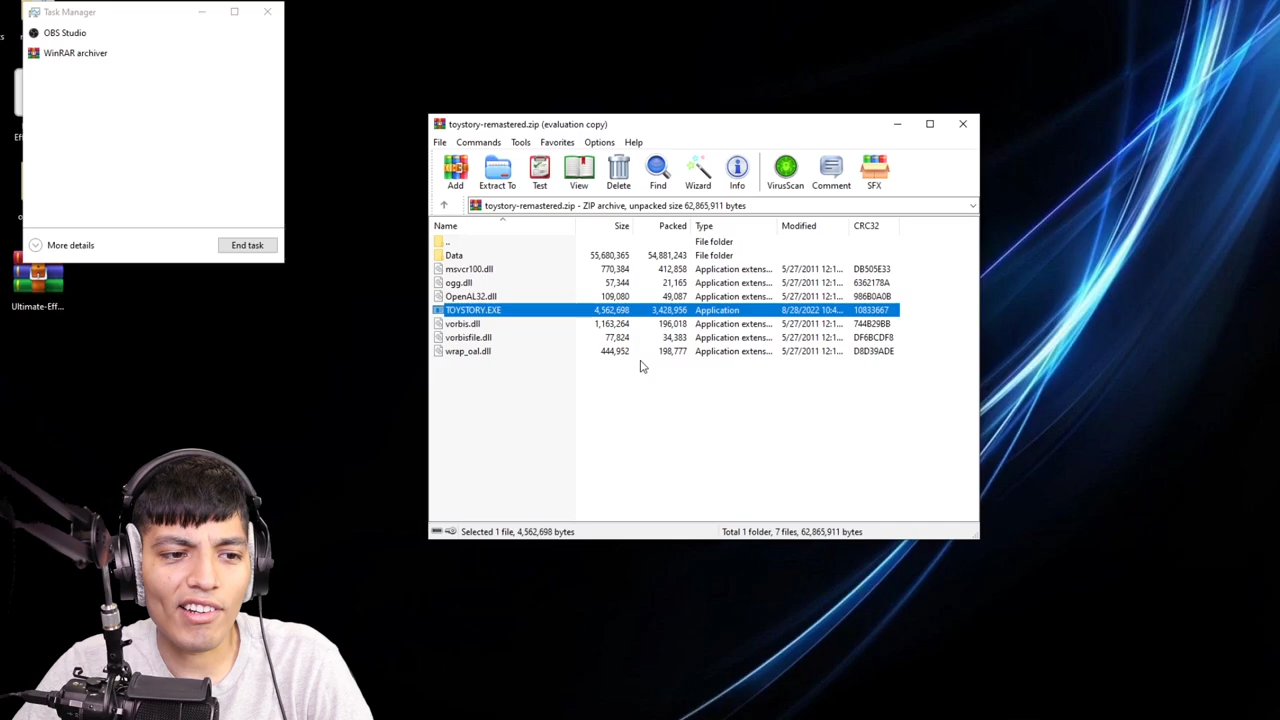 Task Manager
OBS Studio
WinRAR archiver
More details
End task
Ultimate-Eff...
toystory-remastered.zip (evaluation copy)
File Commands Tools Favorites Options Help
Add Extract To Test View Delete Find Wizard Info VirusScan Comment SFX
toystory-remastered.zip - ZIP archive, unpacked size 62,865,911 bytes
Name Size Packed Type Modified CRC32
.. File folder
Data 55,680,365 54,881,243 File folder
msvcr100.dll 770,384 412,858 Application extens... 5/27/2011 12:1... DB505E33
ogg.dll 57,344 21,165 Application extens... 5/27/2011 12:1... 6362178A
OpenAL32.dll 109,080 49,087 Application extens... 5/27/2011 12:1... 986B0A0B
TOYSTORY.EXE 4,562,698 3,428,956 Application 8/28/2022 10:4... 10833667
vorbis.dll 1,163,264 196,018 Application extens... 5/27/2011 12:1... 744B29BB
vorbisfile.dll 77,824 34,383 Application extens... 5/27/2011 12:1... DF6BCDF8
wrap_oal.dll 444,952 198,777 Application extens... 5/27/2011 12:1... D8D39ADE
Selected 1 file, 4,562,698 bytes
Total 1 folder, 7 files, 62,865,911 bytes